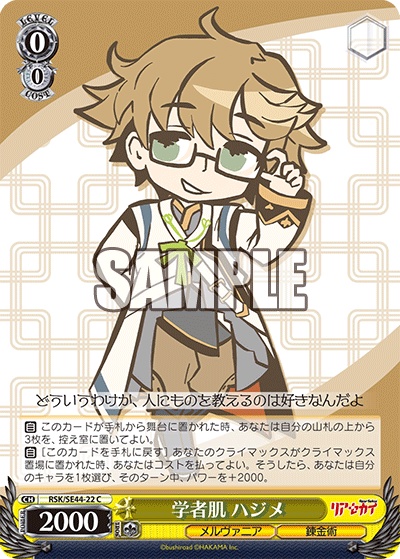 LEVEL
0
0
COST
SAMPLE
どういうわけか、人にものを教えるのは好きなんだよ
自 このカードが手札から舞台に置かれた時、あなたは自分の山札の上から
3枚を、控え室に置いてよい。
自 [このカードを手札に戻す] あなたのクライマックスがクライマックス
置場に置かれた時、あなたはコストを払ってよい。そうしたら、あなたは自分
のキャラを1枚選び、そのターン中、パワーを+2000。
CH RSK/SE44-22 C
POWER 2000
学者肌 ハジメ
リアセカイ
メルヴァニア 錬金術
©bushiroad ©HAKAMA Inc.